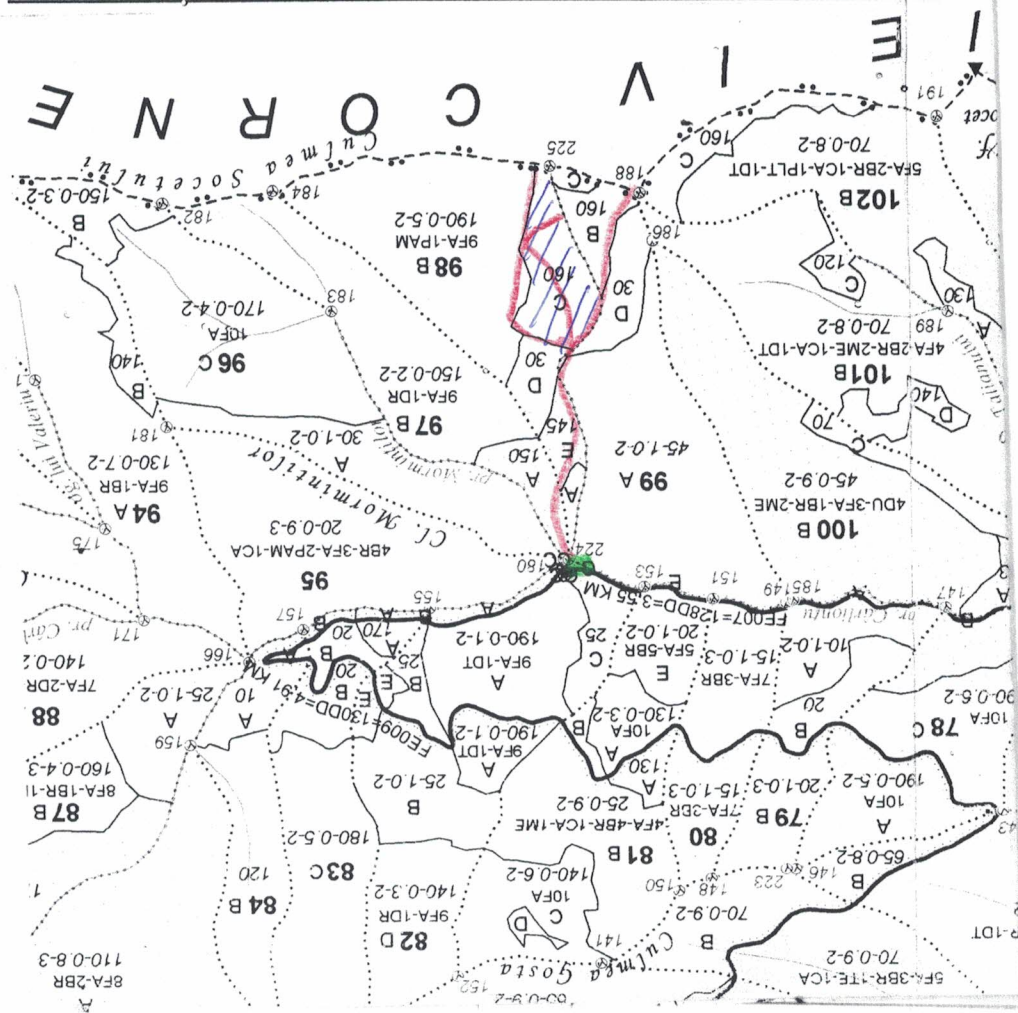 5FA-3BR-1TE-1CA
70-0.9-2
Culmea Gosta
152
141
8FA-2BR
110-0.8-3
A
B
70-0.9-2
82 D
9FA-1DR
140-0.3-2
D
C
10FA
140-0.6-2
B
65-0.8-2
146
223
148
150
84 B
120
83 C
180-0.5-2
81 B
4FA-4BR-1CA-1ME
25-0.9-2
80
7FA-3BR
15-1.0-3
79 B
20-1.0-3
A
10FA
190-0.5-2
87 B
160-0.4-3
B
25-1.0-2
A
130
A
9FA-1DT
190-0.1-2
159
FE009=130DD=4.91 KM
B
A
10FA
130-0.3-2
B
20
78 C
10FA
88
7FA-2DR
A
25-1.0-2
A
10
B
20
E
B
25
C
25
E
5FA-5BR
20-1.0-2
7FA-3BR
15-1.0-3
A
10-1.0-2
166
A
B
20
A
170
A
9FA-1DT
190-0.1-2
171
157
B
155
B
A
FE007=128DD=3.55 KM
153
E
151
149
185
A
pr. Cârliontu
147
B
A
180
224
95
4BR-3FA-2PAM-1CA
20-0.9-3
Cl. Mormintilor
175
94 A
9FA-1BR
130-0.7-2
181
A
30-1.0-2
A
150
E
145
A
99 A
45-1.0-2
100 B
4DU-3FA-1BR-2ME
45-0.9-2
C
70
D
140
B
140
97 B
9FA-1DR
150-0.2-2
D
30
101 B
4FA-2BR-2ME-1CA-1DT
70-0.8-2
96 C
10FA
170-0.4-2
183
C
160
D
30
189
A
130
C
120
98 B
9FA-1PAM
190-0.5-2
186
B
160
C
B
150-0.3-2
182
184
Culmea Socetului
225
188
C
160
102 B
5FA-2BR-1CA-1PLT-1DT
70-0.8-2
191
CORNE